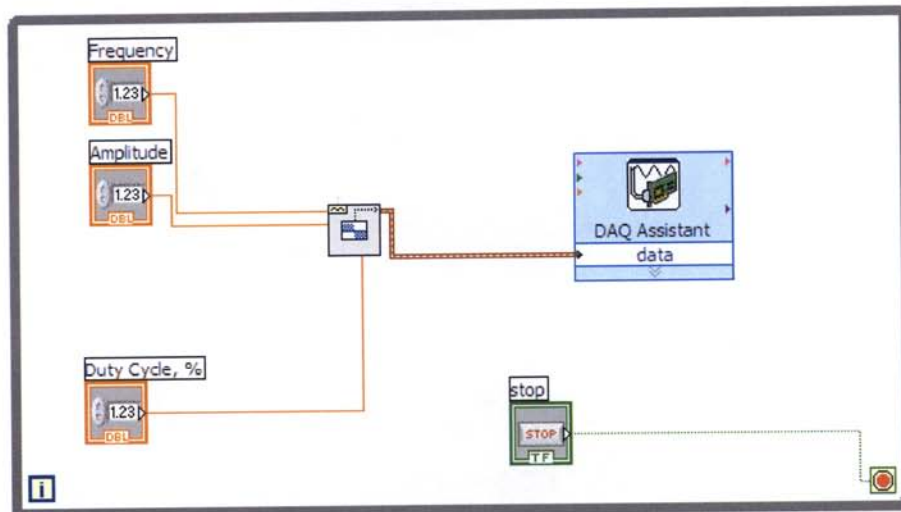 Frequency
1.23
DBL
Amplitude
1.23
DBL
DAQ Assistant
data
Duty Cycle, %
1.23
DBL
stop
STOP
TF
i